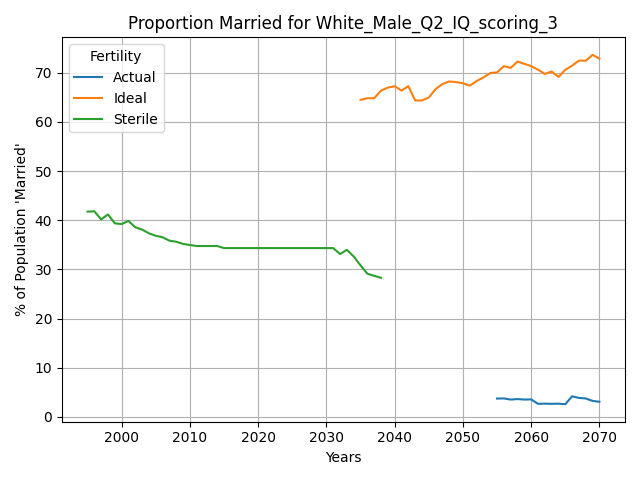 Proportion Married for White_Male_Q2_IQ_scoring_3
Fertility
Actual
Ideal
Sterile
% of Population 'Married'
70
60
50
40
30
20
10
0
2000 2010 2020 2030 2040 2050 2060 2070
Years